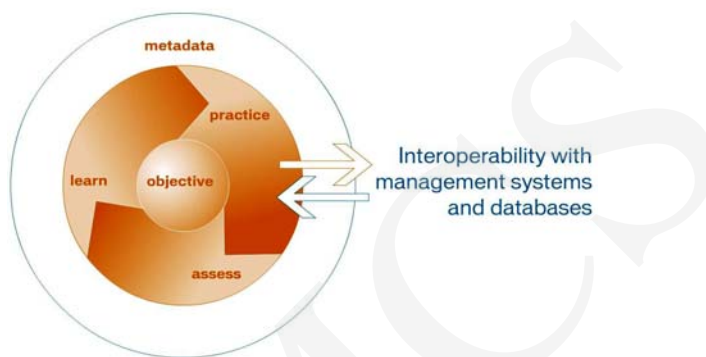 metadata
practice
learn
objective
assess
Interoperability with
management systems
and databases